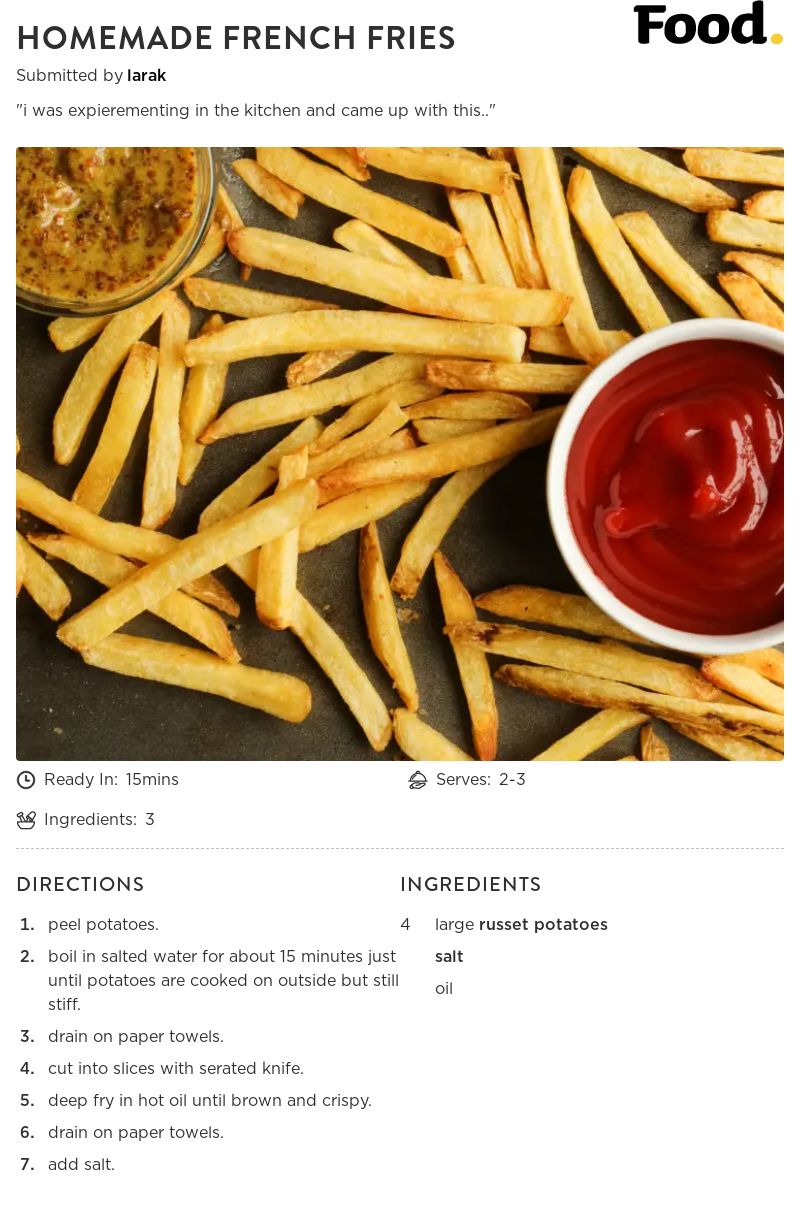 HOMEMADE FRENCH FRIES
Food.
Submitted by larak
"i was expierementing in the kitchen and came up with this.."
Ready In: 15mins
Serves: 2-3
Ingredients: 3
DIRECTIONS
1. peel potatoes.
2. boil in salted water for about 15 minutes just
until potatoes are cooked on outside but still
stiff.
3. drain on paper towels.
4. cut into slices with serated knife.
5. deep fry in hot oil until brown and crispy.
6. drain on paper towels.
7. add salt.
INGREDIENTS
4 large russet potatoes
salt
oil